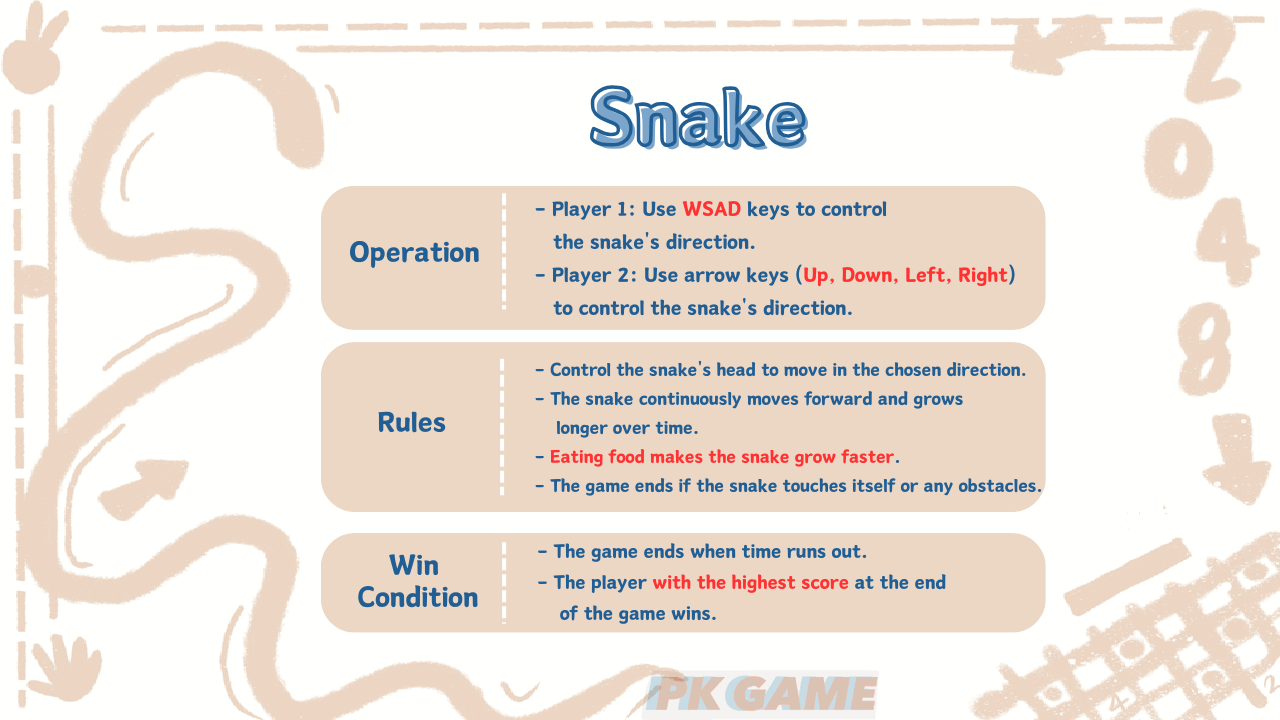 Snake
Operation
- Player 1: Use WSAD keys to control
the snake's direction.
- Player 2: Use arrow keys (Up, Down, Left, Right)
to control the snake's direction.
Rules
- Control the snake's head to move in the chosen direction.
- The snake continuously moves forward and grows
longer over time.
- Eating food makes the snake grow faster.
- The game ends if the snake touches itself or any obstacles.
Win
Condition
- The game ends when time runs out.
- The player with the highest score at the end
of the game wins.
PK GAME
2
0
4
8
4
2